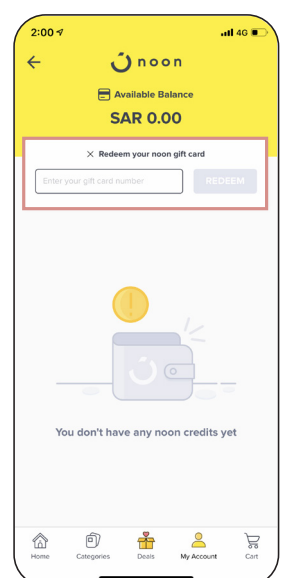 2:00
4G
noon
Available Balance
SAR 0.00
Redeem your noon gift card
Enter your gift card number
REDEEM
You don't have any noon credits yet
Home
Categories
Deals
My Account
Cart